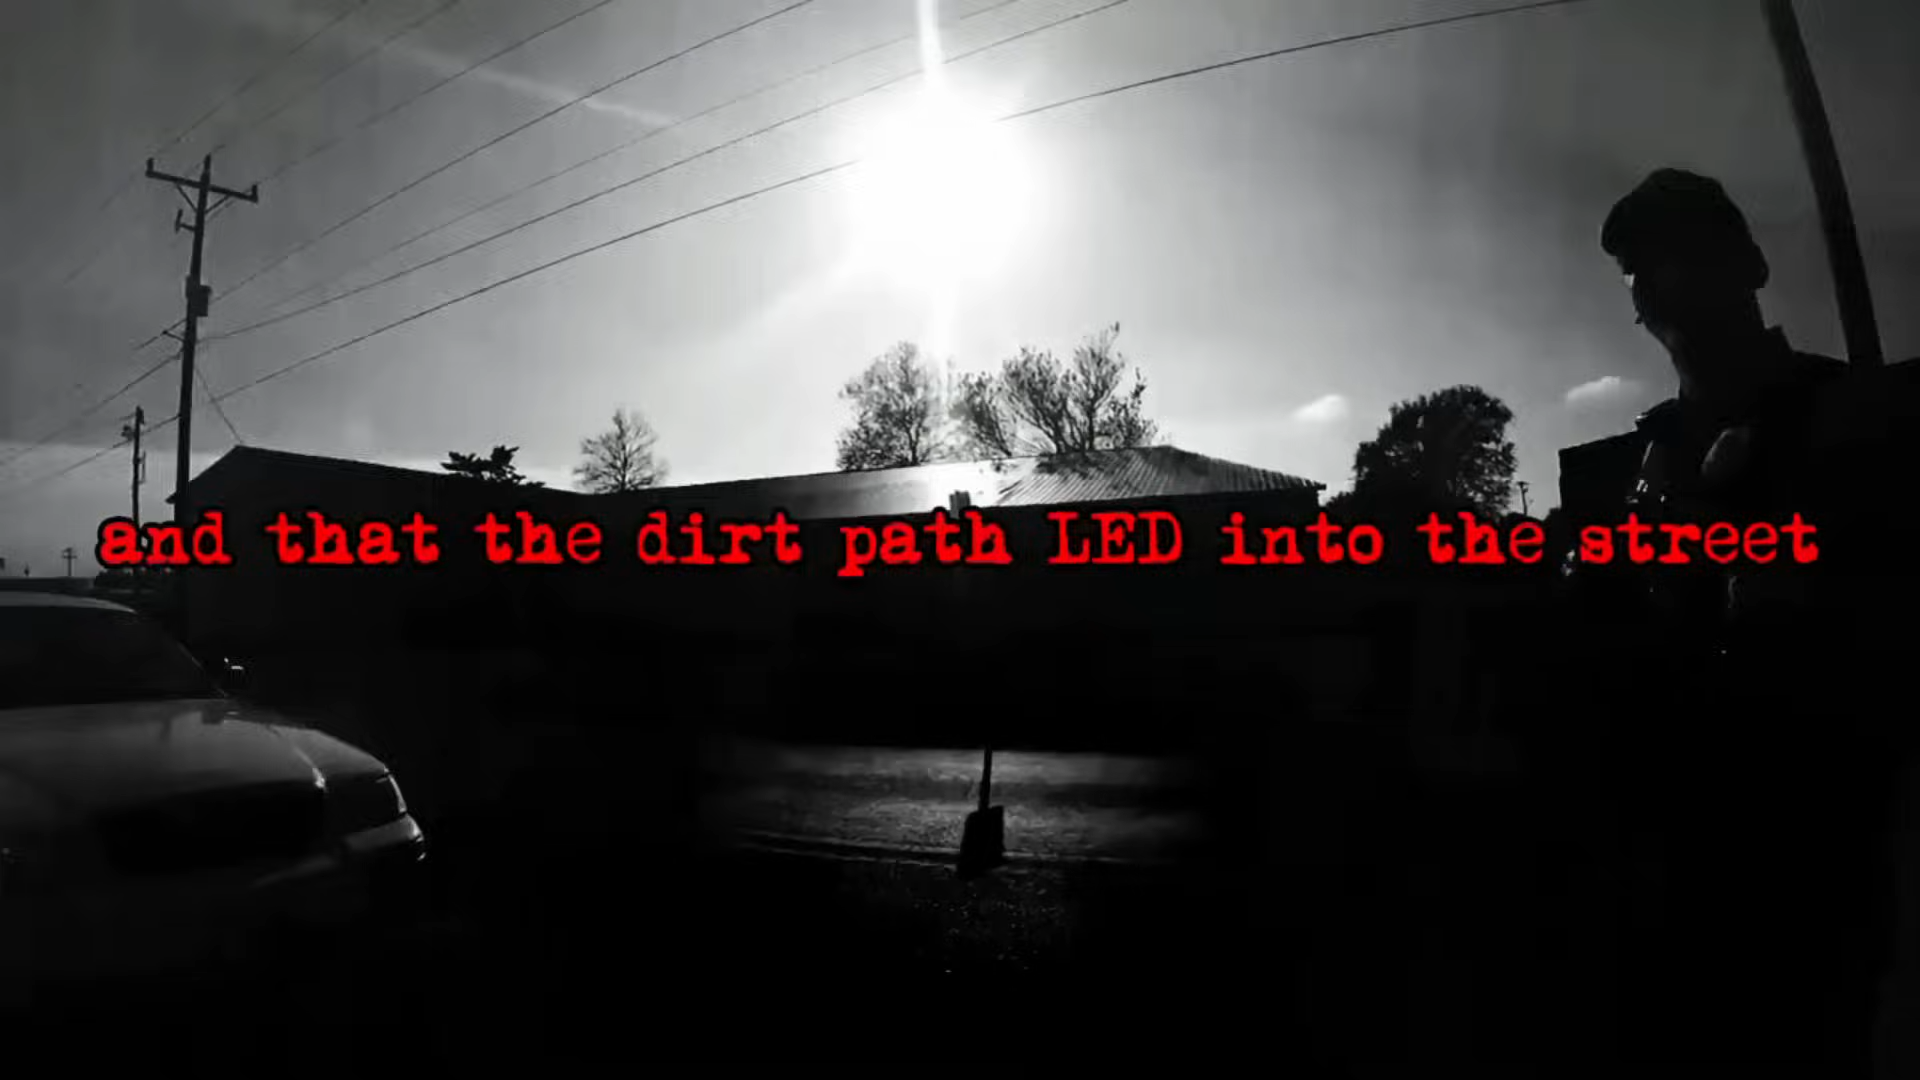 and that the dirt path LED into the street